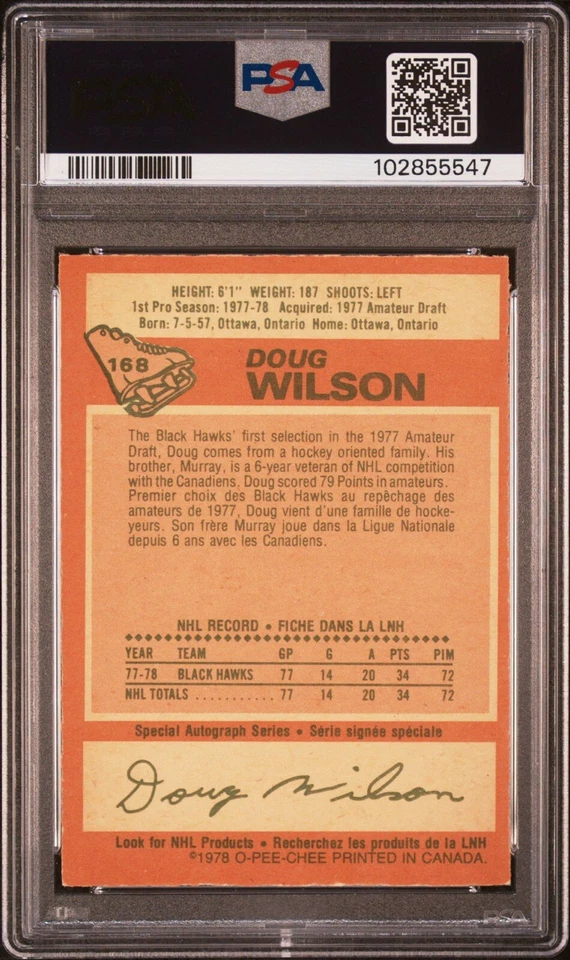 PSA
102855547
HEIGHT: 6'1" WEIGHT: 187 SHOOTS: LEFT
1st Pro Season: 1977-78 Acquired: 1977 Amateur Draft
Born: 7-5-57, Ottawa, Ontario Home: Ottawa, Ontario
168
DOUG
WILSON
The Black Hawks' first selection in the 1977 Amateur
Draft, Doug comes from a hockey oriented family. His
brother, Murray, is a 6-year veteran of NHL competition
with the Canadiens. Doug scored 79 Points in amateurs.
Premier choix des Black Hawks au repêchage des
amateurs de 1977, Doug vient d'une famille de hocke-
yeurs. Son frère Murray joue dans la Ligue Nationale
depuis 6 ans avec les Canadiens.
NHL RECORD • FICHE DANS LA LNH
YEAR TEAM GP G A PTS PIM
77-78 BLACK HAWKS 77 14 20 34 72
NHL TOTALS ........... 77 14 20 34 72
Special Autograph Series • Série signée spéciale
Doug Wilson
Look for NHL Products • Recherchez les produits de la LNH
©1978 O-PEE-CHEE PRINTED IN CANADA.